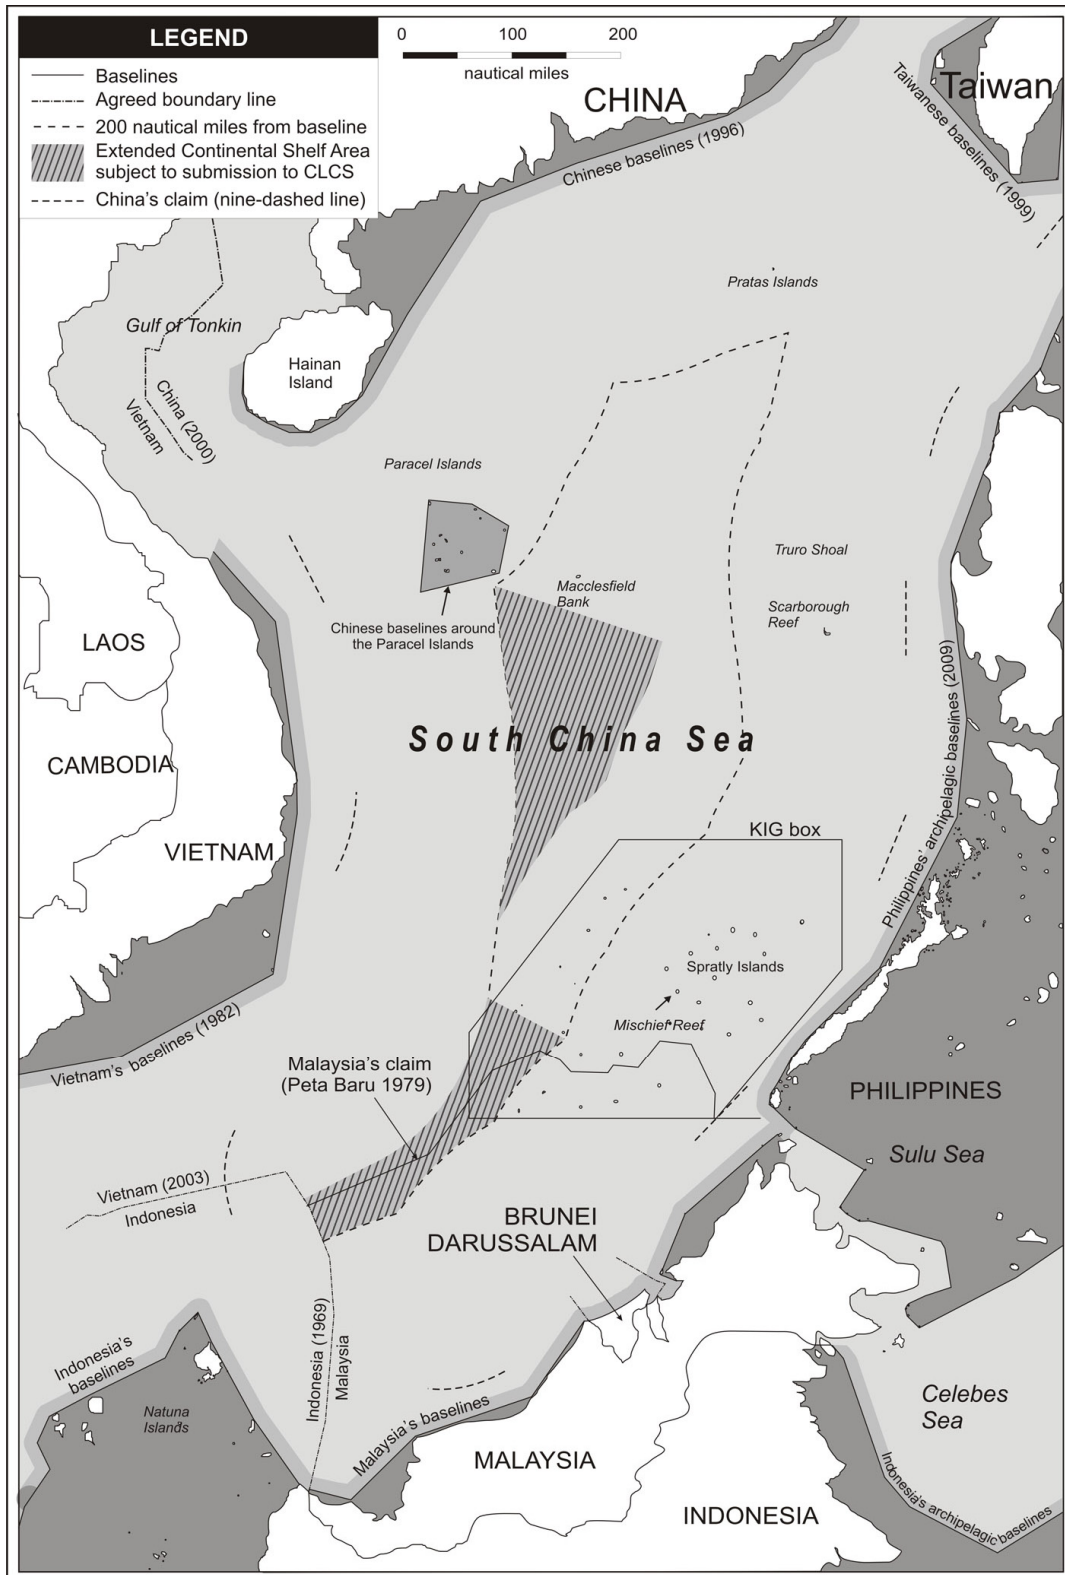 LEGEND
Baselines
Agreed boundary line
200 nautical miles from baseline
Extended Continental Shelf Area
subject to submission to CLCS
China's claim (nine-dashed line)
0 100 200
nautical miles
CHINA
Taiwan
Chinese baselines (1996)
Taiwanese baselines (1999)
Pratas Islands
Gulf of Tonkin
Hainan
Island
China (2000)
Vietnam
Paracel Islands
Truro Shoal
Macclesfield
Bank
Scarborough
Reef
Chinese baselines around
the Paracel Islands
LAOS
South China Sea
CAMBODIA
Philippines' archipelagic baselines (2009)
KIG box
VIETNAM
Spratly Islands
Mischief Reef
Vietnam's baselines (1982)
Malaysia's claim
(Peta Baru 1979)
PHILIPPINES
Sulu Sea
Vietnam (2003)
Indonesia
BRUNEI
DARUSSALAM
Indonesia (1969)
Malaysia
Indonesia's
baselines
Natuna
Islands
Malaysia's baselines
Celebes
Sea
MALAYSIA
INDONESIA
Indonesia's archipelagic baselines